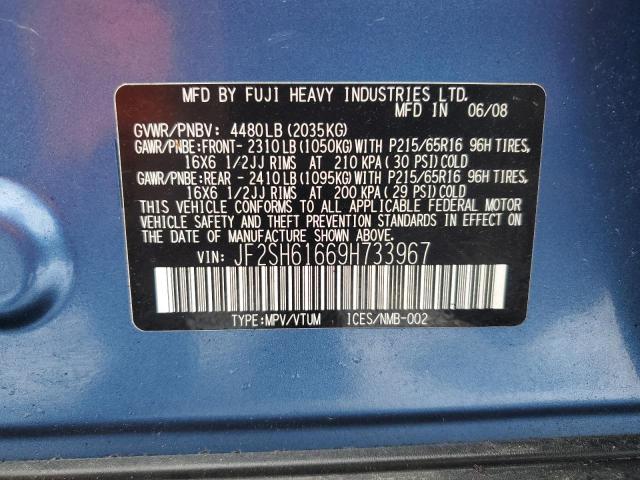 MFD BY FUJI HEAVY INDUSTRIES LTD.
MFD IN 06/08
GVWR/PNBV: 4480LB (2035KG)
GAWR/PNBE:FRONT- 2310LB (1050KG) WITH P215/65R16 96H TIRES,
16X6 1/2JJ RIMS AT 210 KPA (30 PSI) COLD
GAWR/PNBE:REAR - 2410LB (1095KG) WITH P215/65R16 96H TIRES,
16X6 1/2JJ RIMS AT 200 KPA (29 PSI) COLD
THIS VEHICLE CONFORMS TO ALL APPLICABLE FEDERAL MOTOR
VEHICLE SAFETY AND THEFT PREVENTION STANDARDS IN EFFECT
ON THE DATE OF MANUFACTURE SHOWN ABOVE.
VIN: JF2SH61669H733967
TYPE:MPV/VTUM ICES/NMB-002